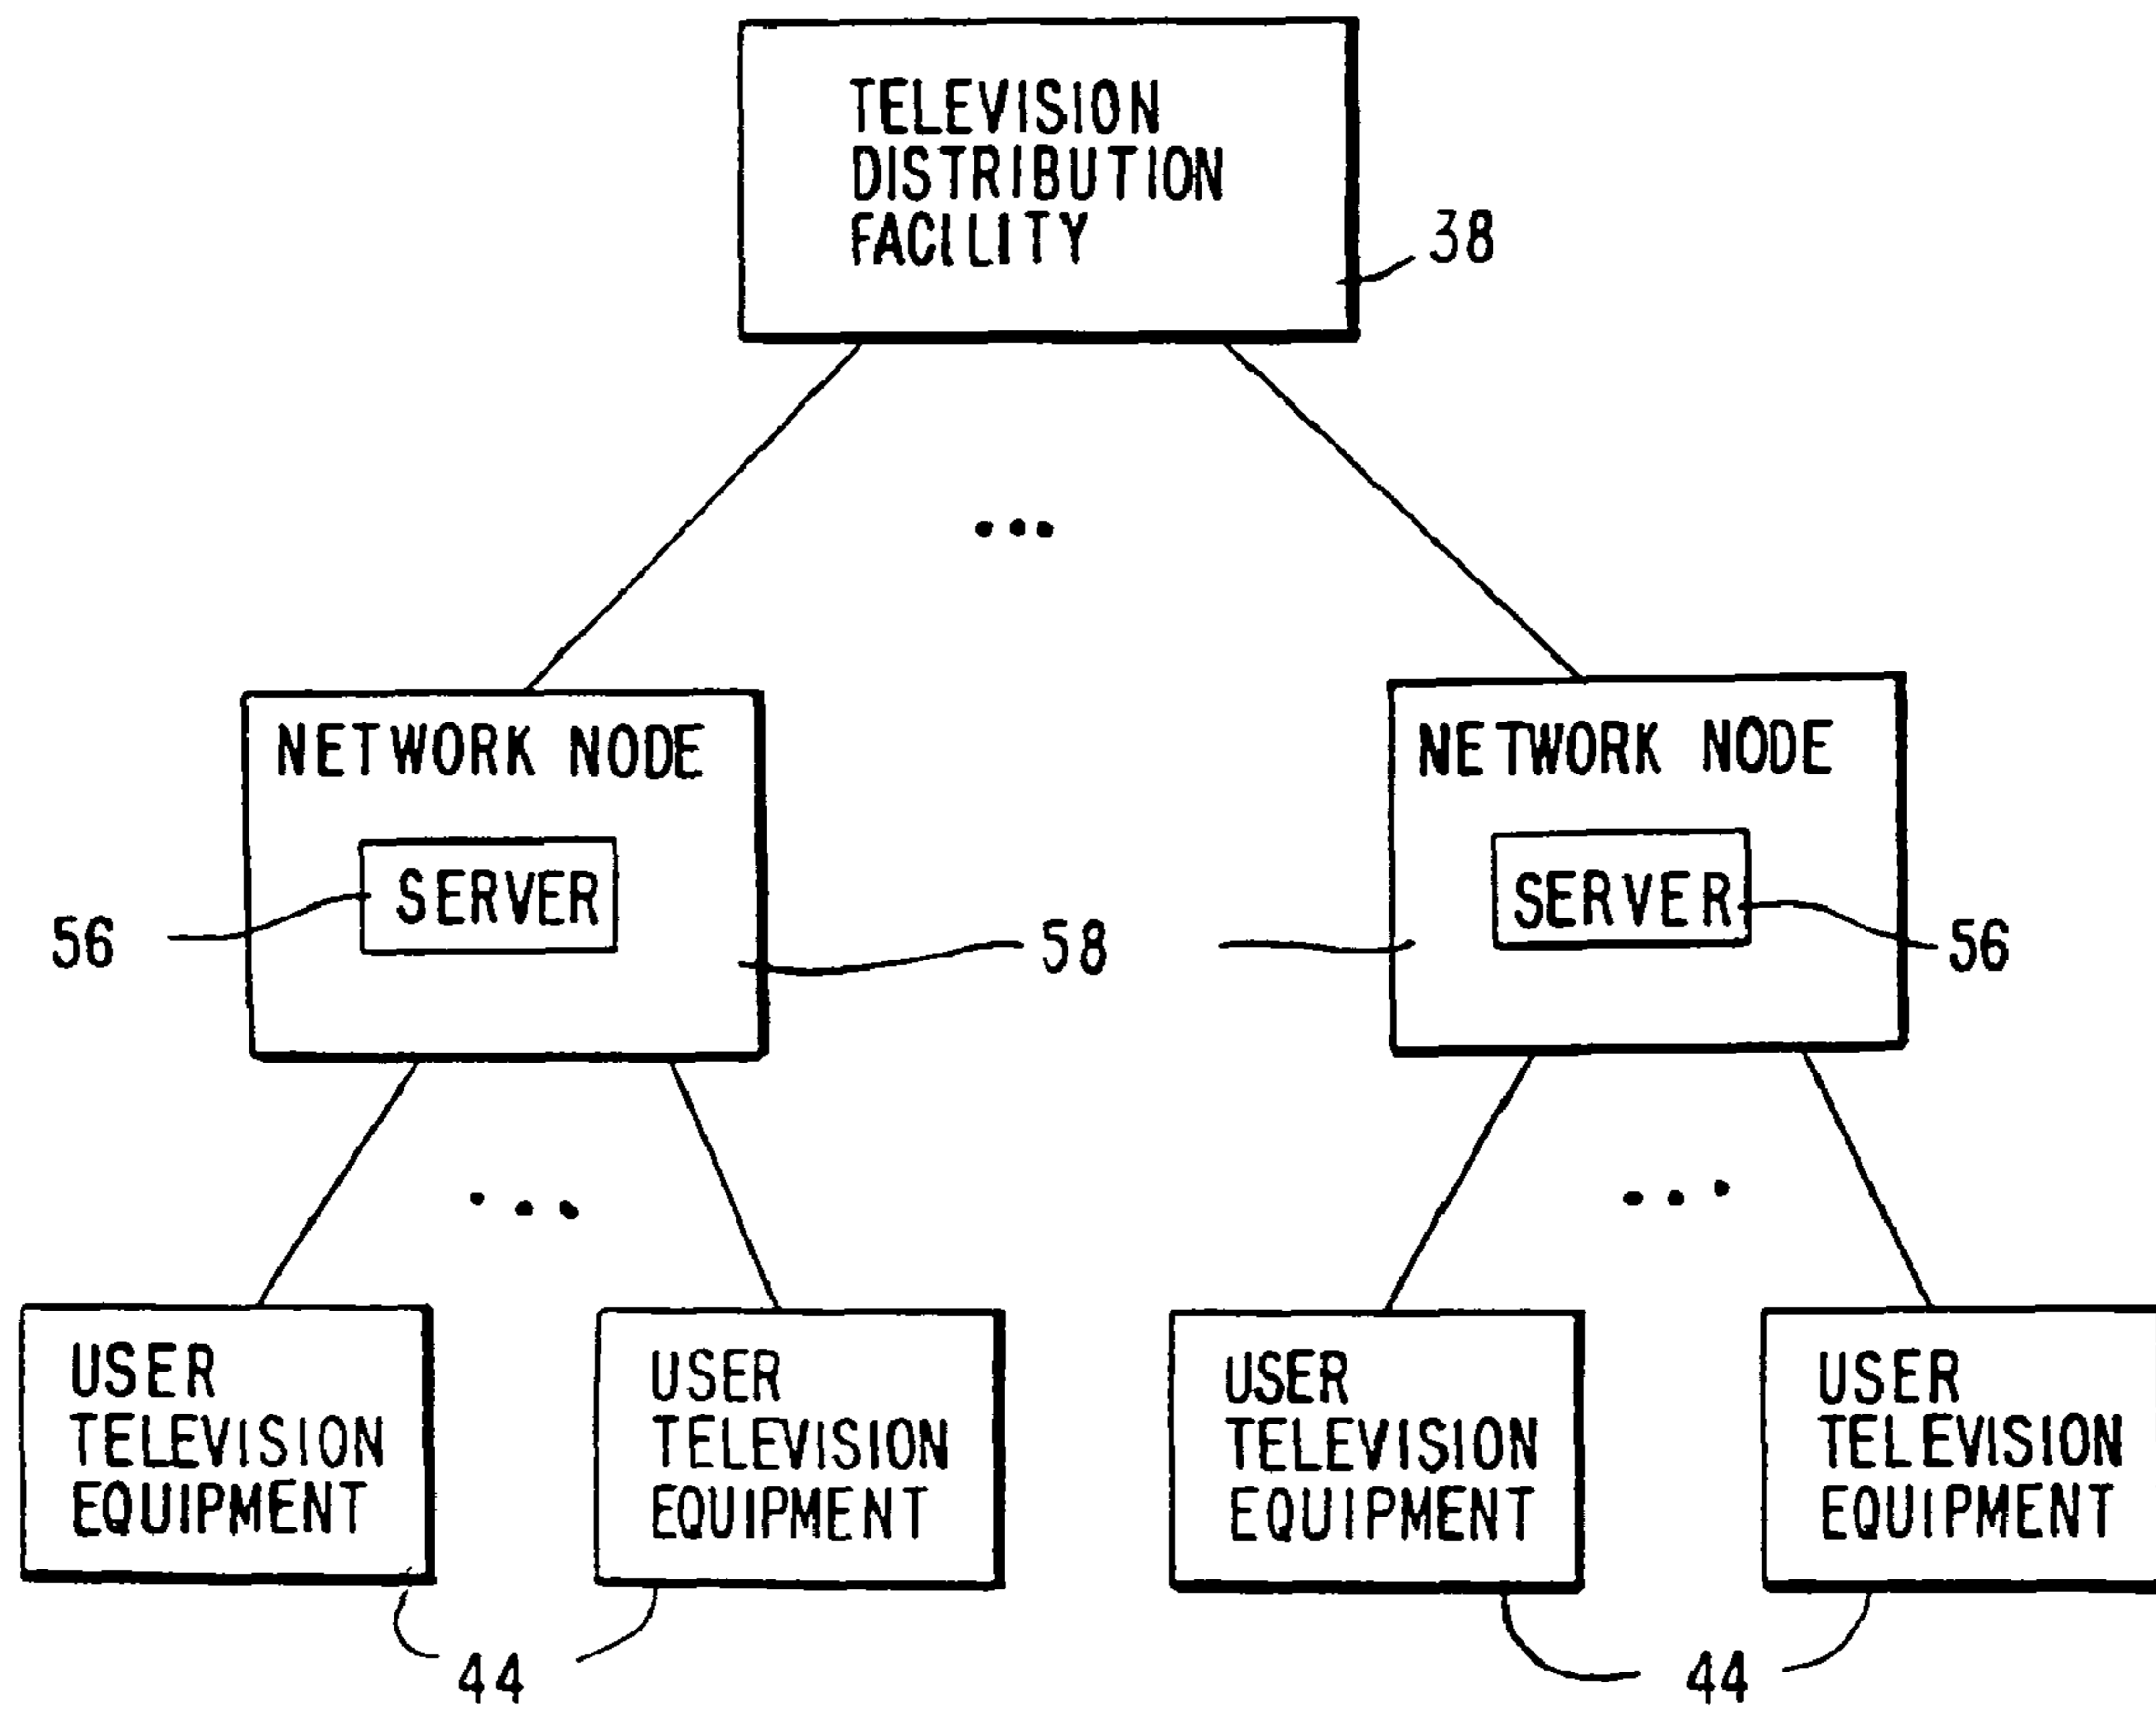 TELEVISION
DISTRIBUTION
FACILITY
38
NETWORK NODE
SERVER
56
58
NETWORK NODE
SERVER
56
USER
TELEVISION
EQUIPMENT
USER
TELEVISION
EQUIPMENT
44
USER
TELEVISION
EQUIPMENT
USER
TELEVISION
EQUIPMENT
44